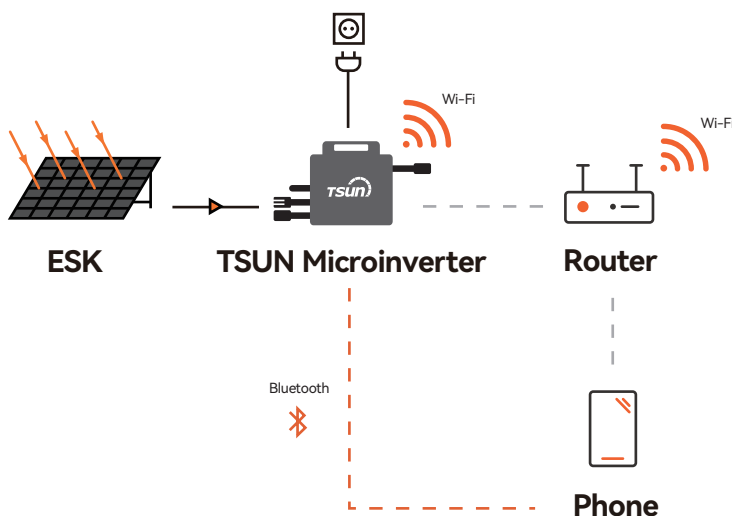 Wi-Fi
Wi-Fi
TSUN
ESK
TSUN Microinverter
Router
Bluetooth
Phone